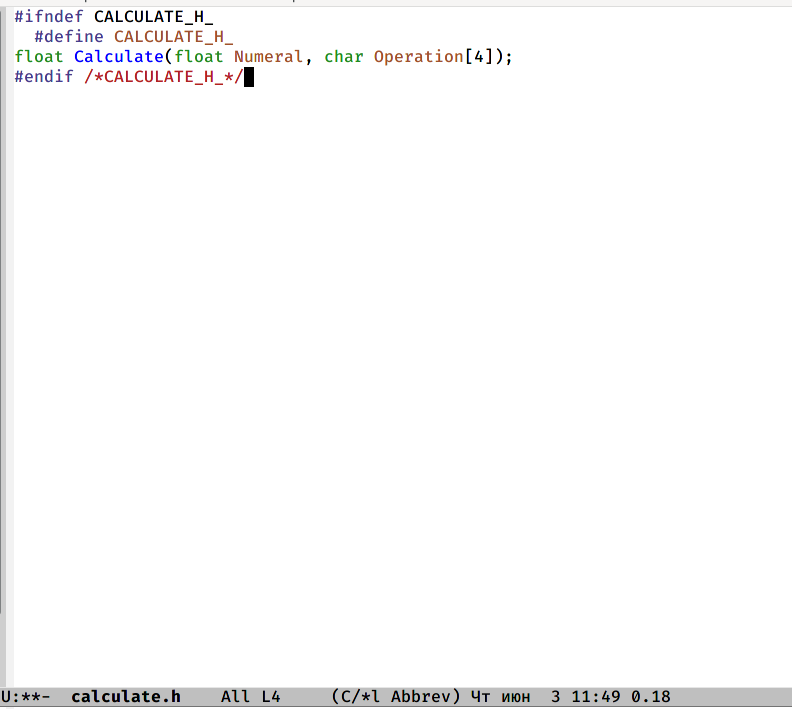 #ifndef CALCULATE_H_
#define CALCULATE_H_
float Calculate(float Numeral, char Operation[4]);
#endif /*CALCULATE_H_*/
U:**- calculate.h All L4 (C/*l Abbrev) Чт июн 3 11:49 0.18